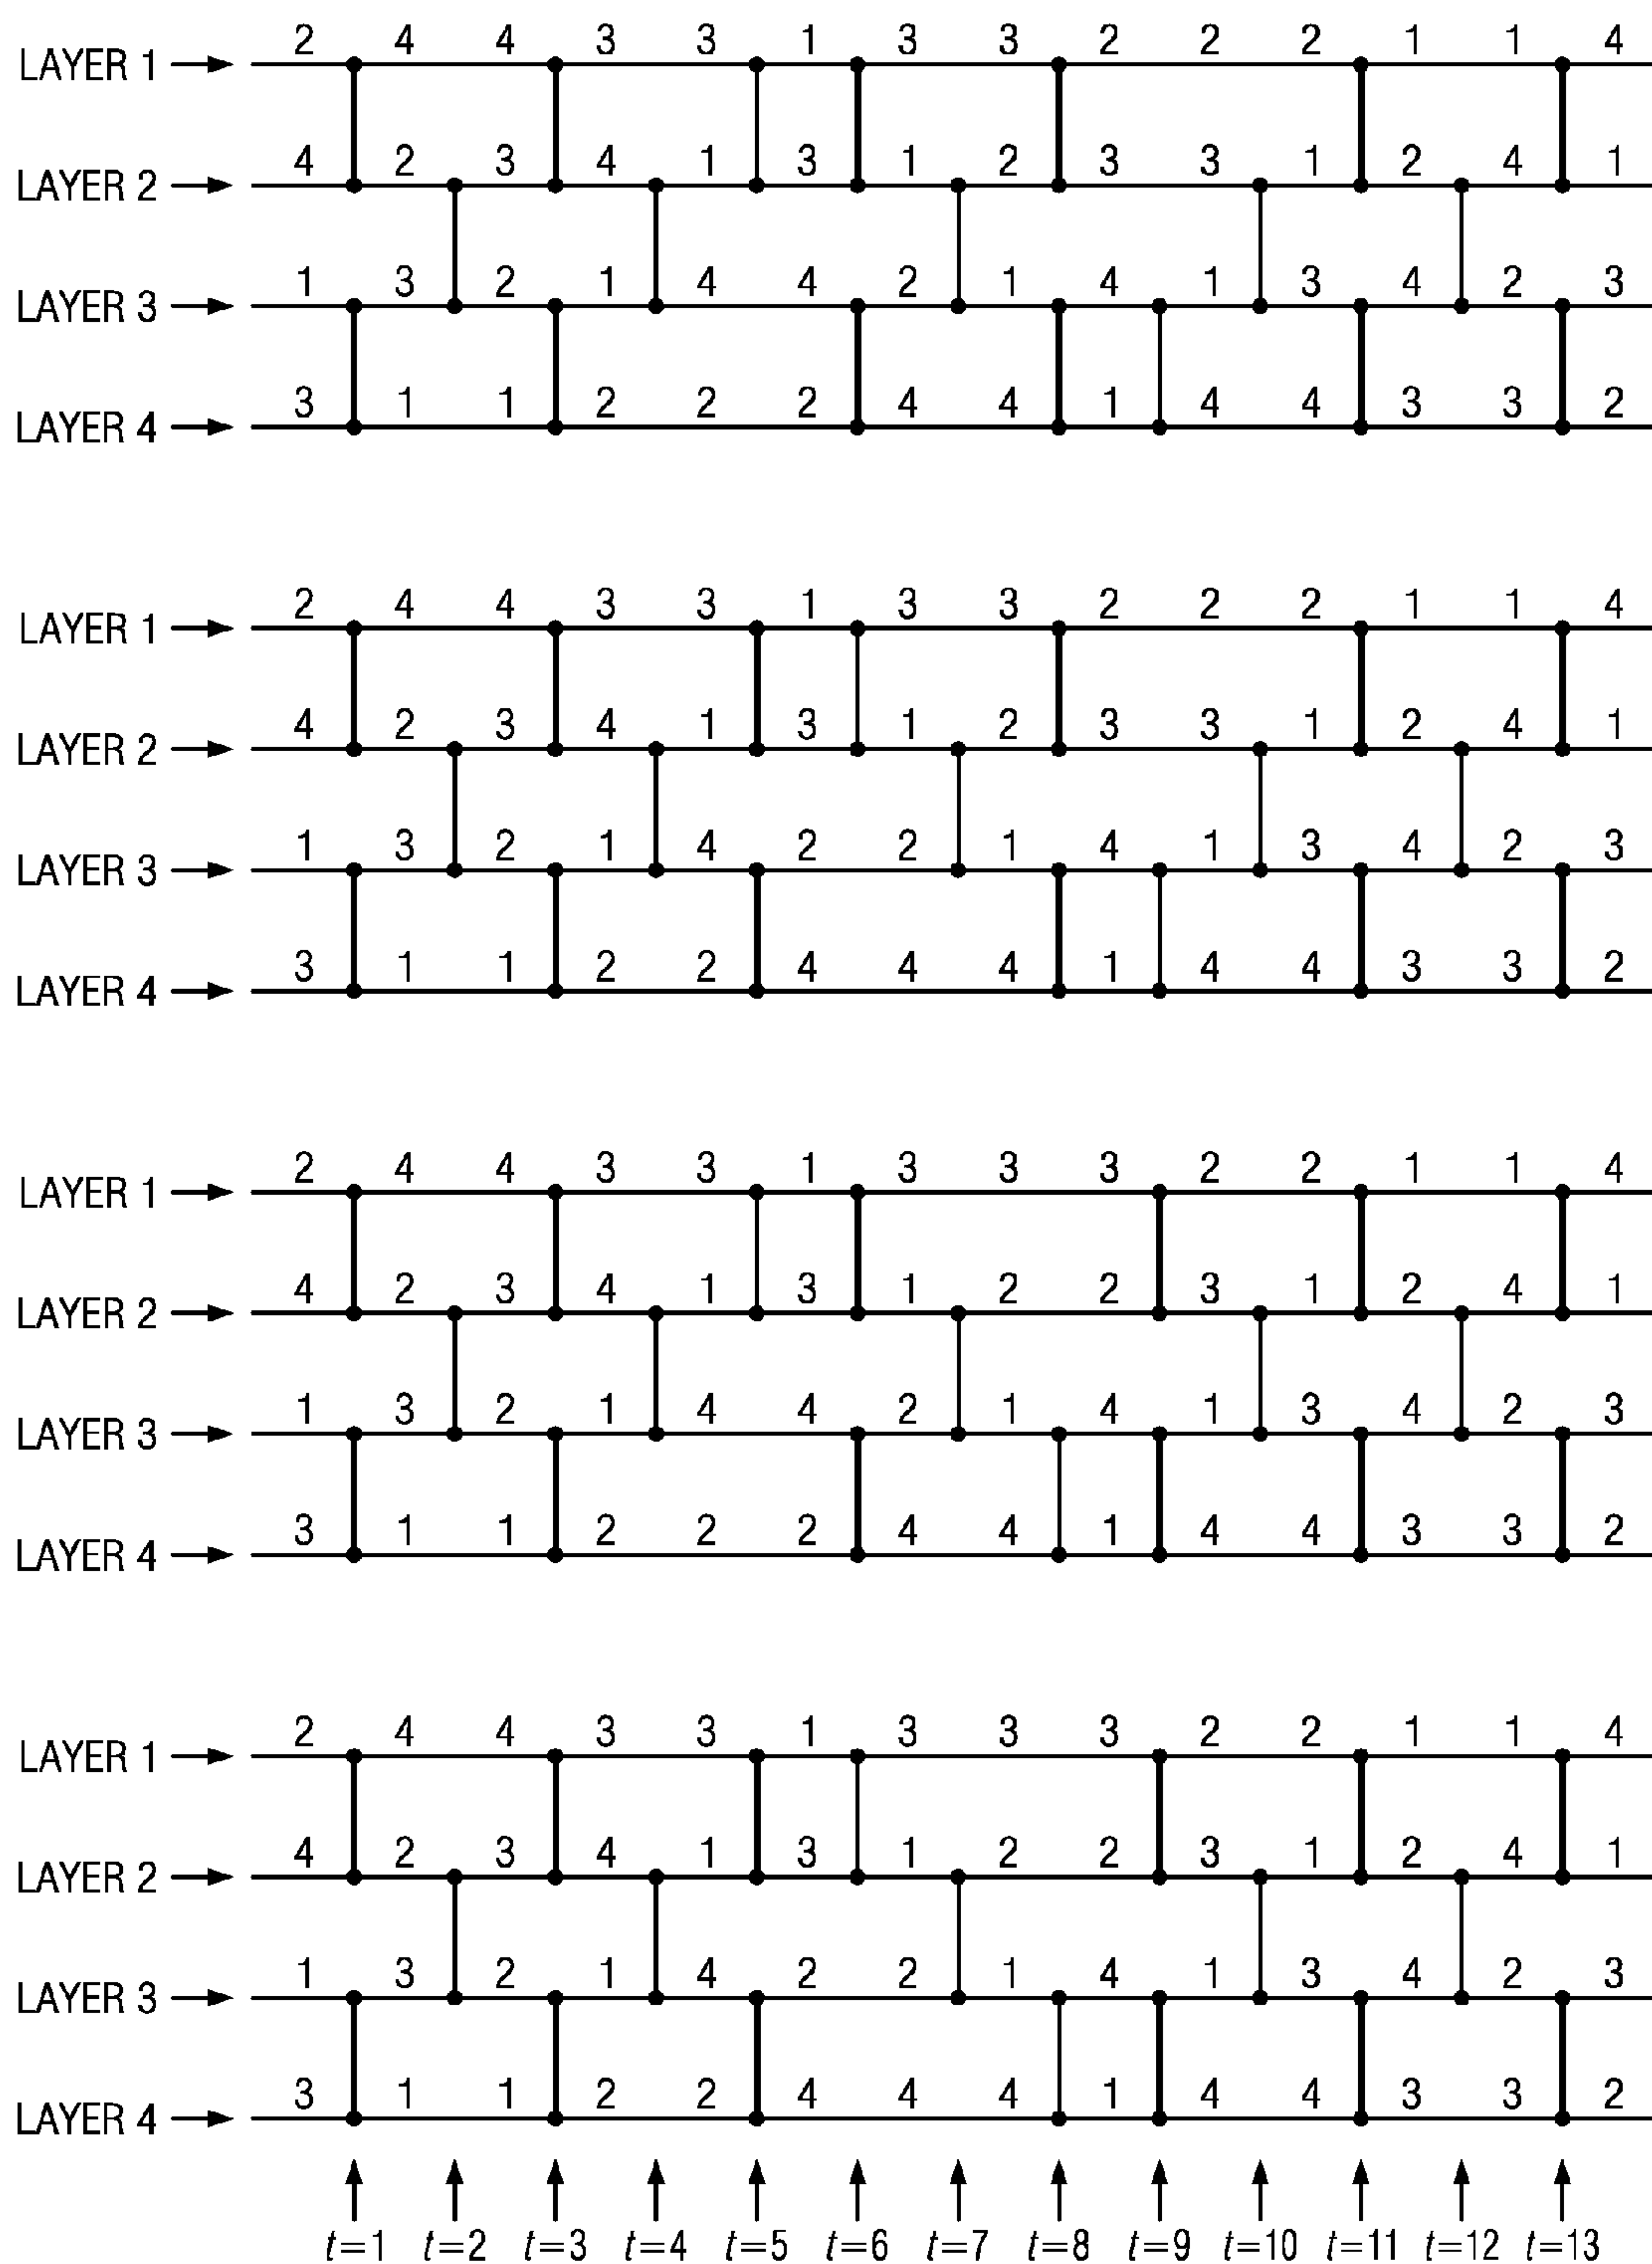 2 4 4 3 3 1 3 3 2 2 2 1 1 4
LAYER 1
4 2 3 4 1 3 1 2 3 3 1 2 4 1
LAYER 2
1 3 2 1 4 4 2 1 4 1 3 4 2 3
LAYER 3
3 1 1 2 2 2 4 4 1 4 4 3 3 2
LAYER 4
2 4 4 3 3 1 3 3 2 2 2 1 1 4
LAYER 1
4 2 3 4 1 3 1 2 3 3 1 2 4 1
LAYER 2
1 3 2 1 4 2 2 1 4 1 3 4 2 3
LAYER 3
3 1 1 2 2 4 4 4 1 4 4 3 3 2
LAYER 4
2 4 4 3 3 1 3 3 3 2 2 1 1 4
LAYER 1
4 2 3 4 1 3 1 2 2 3 1 2 4 1
LAYER 2
1 3 2 1 4 4 2 1 4 1 3 4 2 3
LAYER 3
3 1 1 2 2 2 4 4 1 4 4 3 3 2
LAYER 4
2 4 4 3 3 1 3 3 3 2 2 1 1 4
LAYER 1
4 2 3 4 1 3 1 2 2 3 1 2 4 1
LAYER 2
1 3 2 1 4 2 2 1 4 1 3 4 2 3
LAYER 3
3 1 1 2 2 4 4 4 1 4 4 3 3 2
LAYER 4
t=1 t=2 t=3 t=4 t=5 t=6 t=7 t=8 t=9 t=10 t=11 t=12 t=13